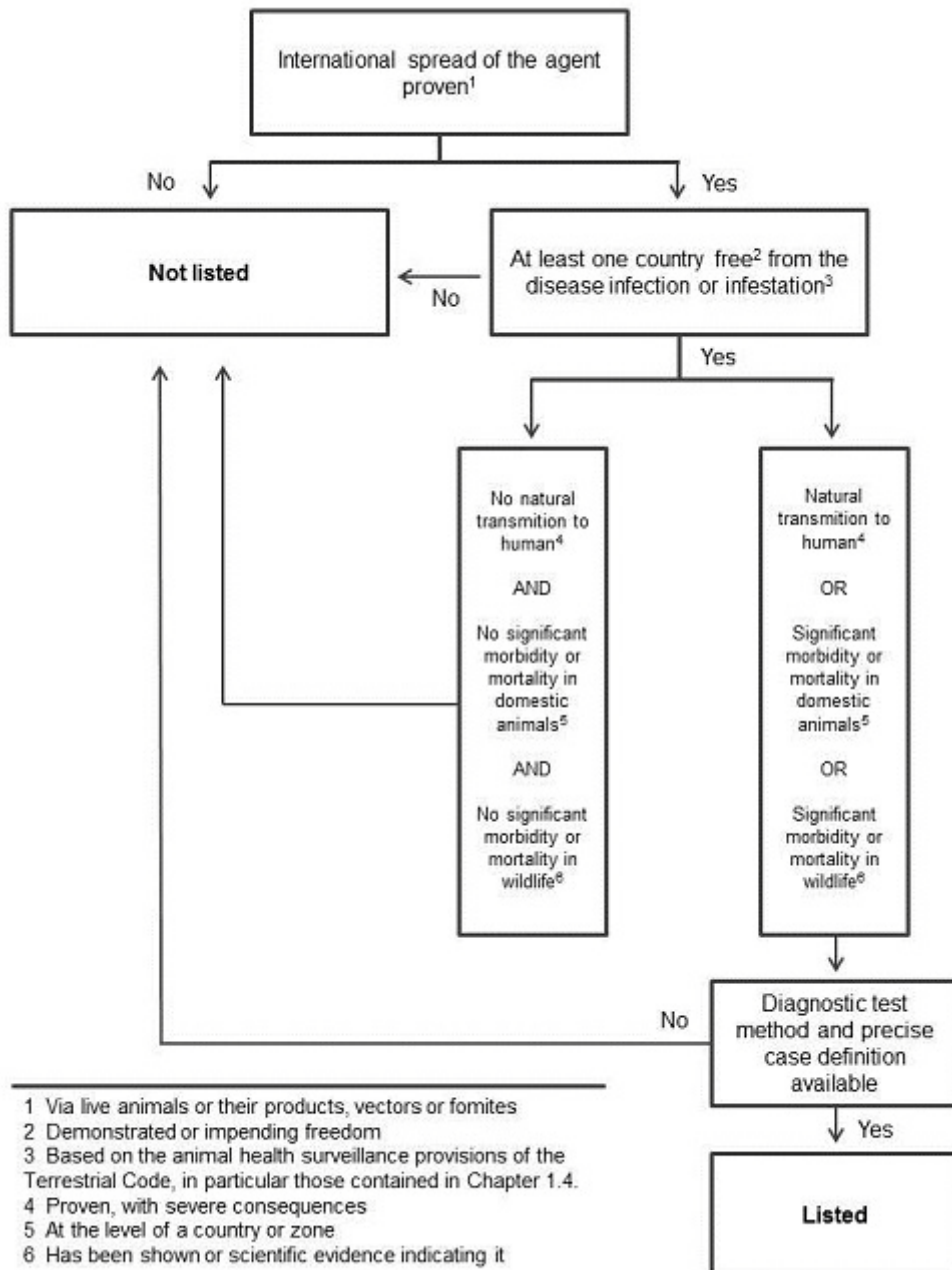 International spread of the agent
proven¹
No
Yes
Not listed
At least one country free² from the
disease infection or infestation³
No
Yes
No natural
transmition to
human⁴
AND
No significant
morbidity or
mortality in
domestic
animals⁵
AND
No significant
morbidity or
mortality in
wildlife⁶
Natural
transmition to
human⁴
OR
Significant
morbidity or
mortality in
domestic
animals⁵
OR
Significant
morbidity or
mortality in
wildlife⁶
No
Diagnostic test
method and precise
case definition
available
Yes
Listed
1 Via live animals or their products, vectors or fomites
2 Demonstrated or impending freedom
3 Based on the animal health surveillance provisions of the
Terrestrial Code, in particular those contained in Chapter 1.4.
4 Proven, with severe consequences
5 At the level of a country or zone
6 Has been shown or scientific evidence indicating it